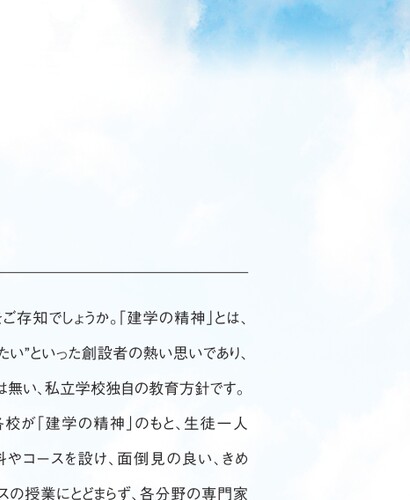 をご存知でしょうか。「建学の精神」とは、
たい”といった創設者の熱い思いであり、
は無い、私立学校独自の教育方針です。
各校が「建学の精神」のもと、生徒一人
科やコースを設け、面倒見の良い、きめ
スの授業にとどまらず、各分野の専門家